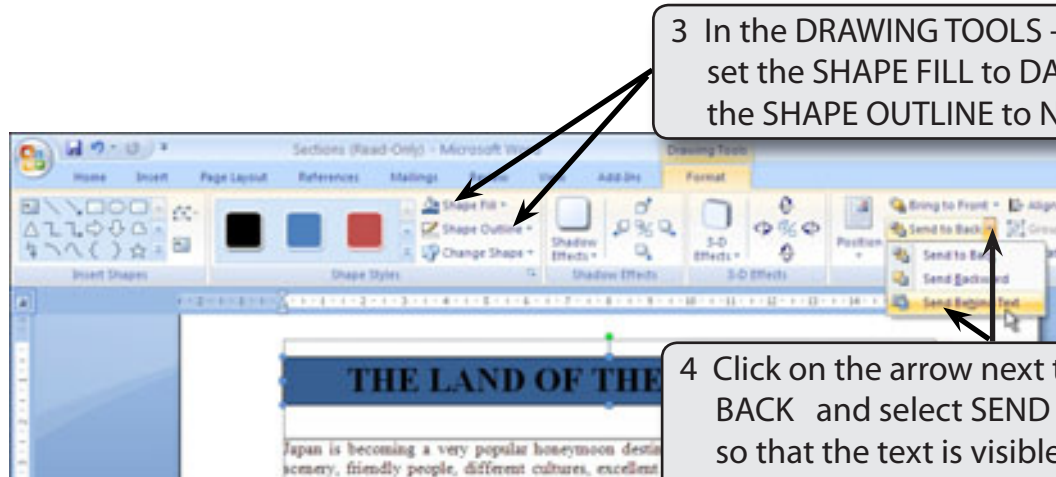 3 In the DRAWING TOOLS -
set the SHAPE FILL to DA
the SHAPE OUTLINE to N
Sections (Read-Only) - Microsoft Word
Drawing Tools
Home Insert Page Layout References Mailings Review View Add-Ins Format
Shape Fill
Shape Outline
Change Shape
Shadow Effects
3-D Effects
Position
Bring to Front
Send to Back
Align
Group
Insert Shapes Shape Styles Shadow Effects 3-D Effects
Send to Back
Send Backward
Send Behind Text
THE LAND OF THE
4 Click on the arrow next t
BACK and select SEND
so that the text is visible
Japan is becoming a very popular honeymoon destin
scenery, friendly people, different cultures, excellent